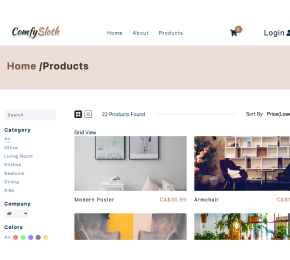 ComfySloth
Home About Products
1
Login
Home /Products
Search
22 Products Found
Sort By Price(Lowe
Grid View
Category
All
Office
Living Room
Kitchen
Bedroom
Dining
Kids
Company
all
Colors
All
Modern Poster CA$30.99
Armchair CA$1